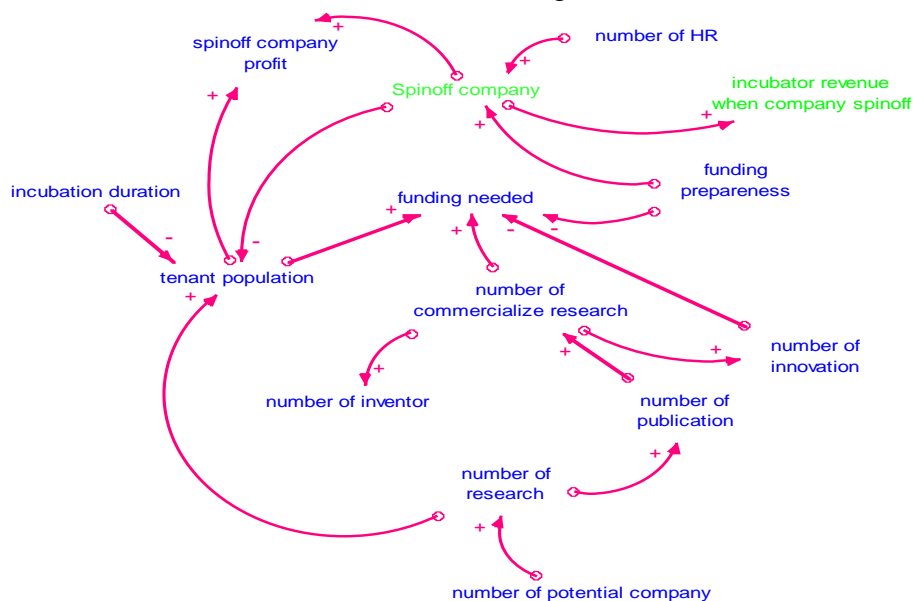 spinoff company
profit
number of HR
Spinoff company
incubator revenue
when company spinoff
funding
prepareness
incubation duration
funding needed
tenant population
number of
commercialize research
number of
innovation
number of inventor
number of
publication
number of
research
number of potential company
+
+
+
+
+
+
-
-
-
-
+
+
+
+
+
+
+
+